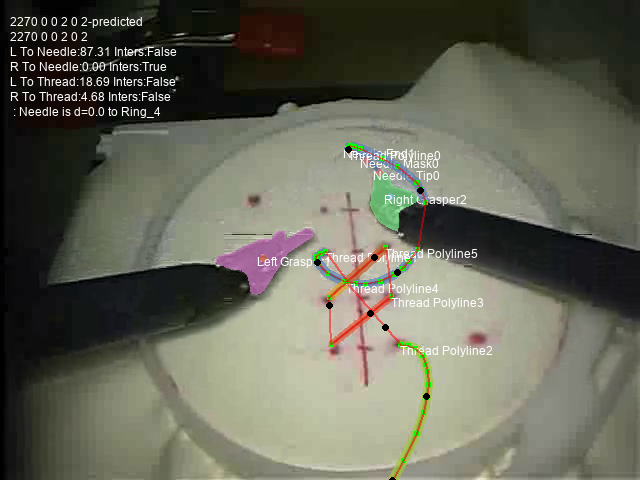 2270 0 0 2 0 2-predicted
2270 0 0 2 0 2
L To Needle:87.31 Inters:False
R To Needle:0.00 Inters:True
L To Thread:18.69 Inters:False
R To Thread:4.68 Inters:False
: Needle is d=0.0 to Ring_4
Thread Polyline0
Mask0
Tip0
Right Grasper2
Thread Polyline5
Left Grasper
Thread Polyline4
Thread Polyline3
Thread Polyline2